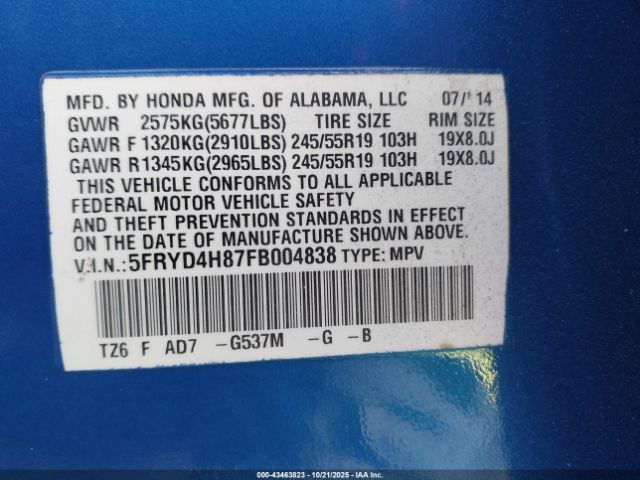 MFD. BY HONDA MFG. OF ALABAMA, LLC 07/14
GVWR 2575KG(5677LBS) TIRE SIZE RIM SIZE
GAWR F 1320KG(2910LBS) 245/55R19 103H 19X8.0J
GAWR R 1345KG(2965LBS) 245/55R19 103H 19X8.0J
THIS VEHICLE CONFORMS TO ALL APPLICABLE
FEDERAL MOTOR VEHICLE SAFETY
AND THEFT PREVENTION STANDARDS IN EFFECT
ON THE DATE OF MANUFACTURE SHOWN ABOVE.
V.I.N.:5FRYD4H87FB004838 TYPE: MPV
TZ6 F AD7 -G537M -G -B
000-43463823 | 10/21/2025 | IAA Inc.